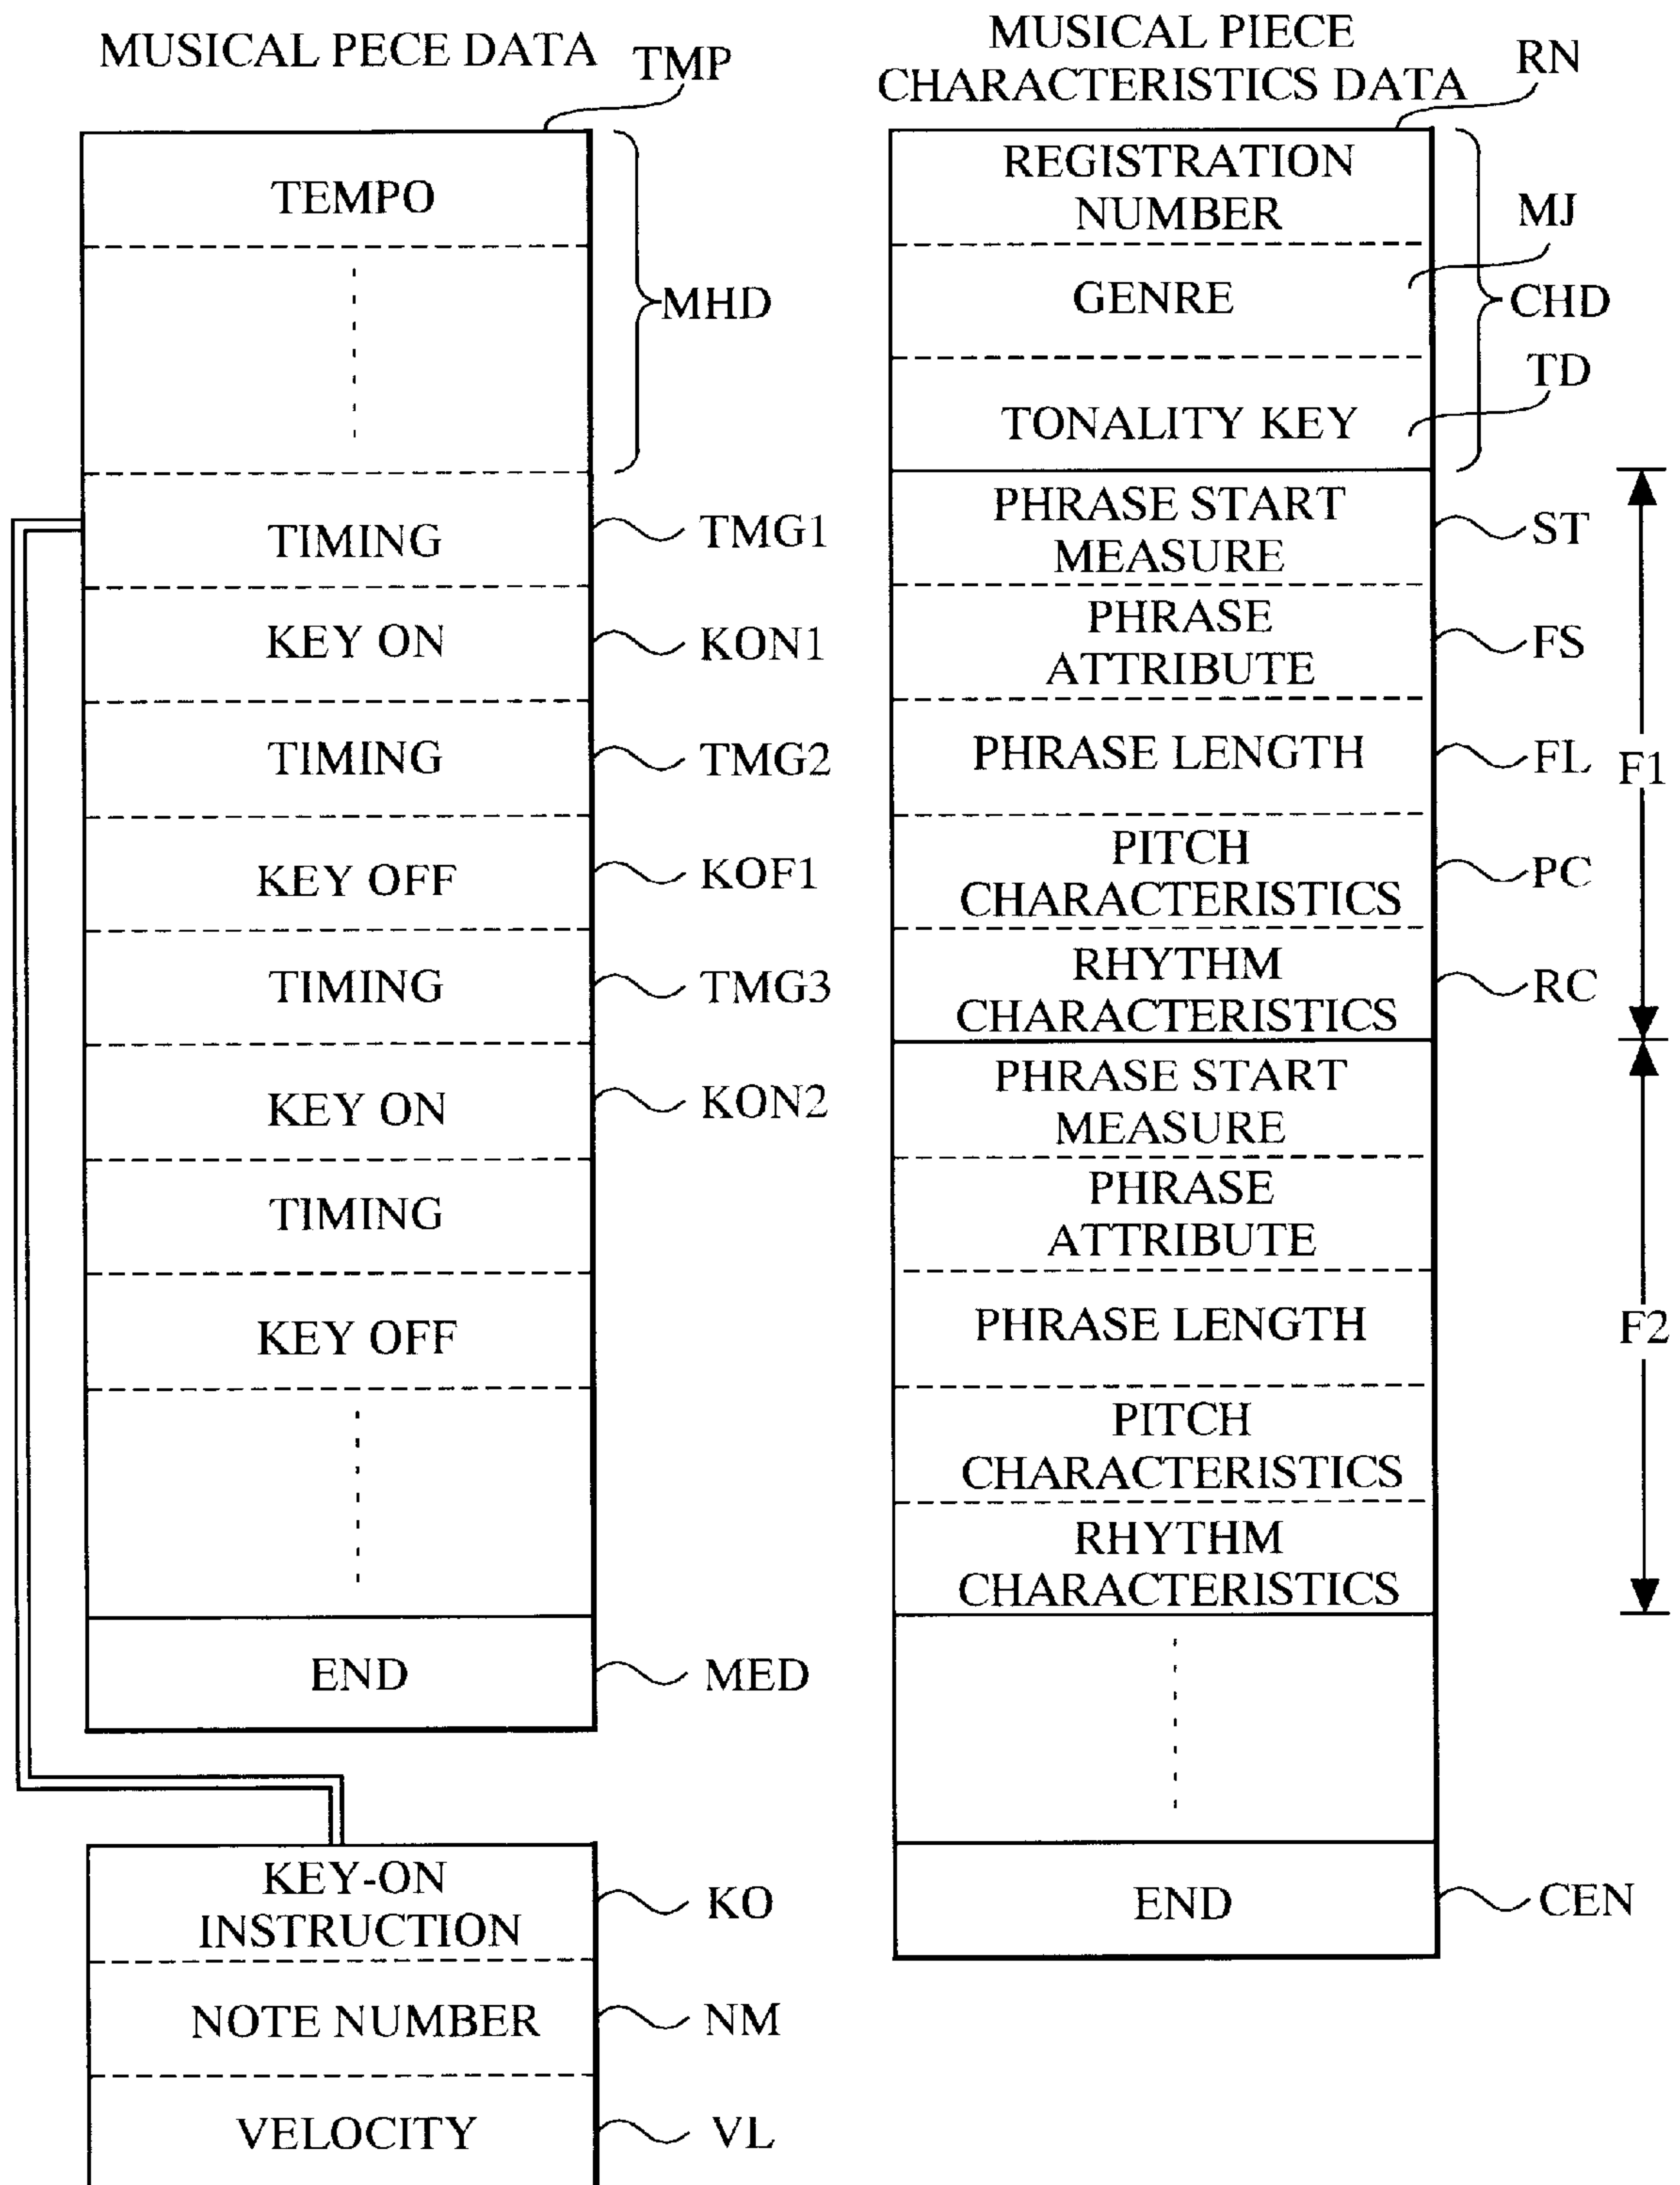 MUSICAL PECE DATA
TMP
TEMPO
MHD
TIMING
TMG1
KEY ON
KON1
TIMING
TMG2
KEY OFF
KOF1
TIMING
TMG3
KEY ON
KON2
TIMING
KEY OFF
END
MED
KEY-ON
INSTRUCTION
KO
NOTE NUMBER
NM
VELOCITY
VL
MUSICAL PIECE
CHARACTERISTICS DATA
RN
REGISTRATION
NUMBER
MJ
GENRE
CHD
TD
TONALITY KEY
PHRASE START
MEASURE
ST
PHRASE
ATTRIBUTE
FS
PHRASE LENGTH
FL
F1
PITCH
CHARACTERISTICS
PC
RHYTHM
CHARACTERISTICS
RC
PHRASE START
MEASURE
PHRASE
ATTRIBUTE
PHRASE LENGTH
F2
PITCH
CHARACTERISTICS
RHYTHM
CHARACTERISTICS
END
CEN